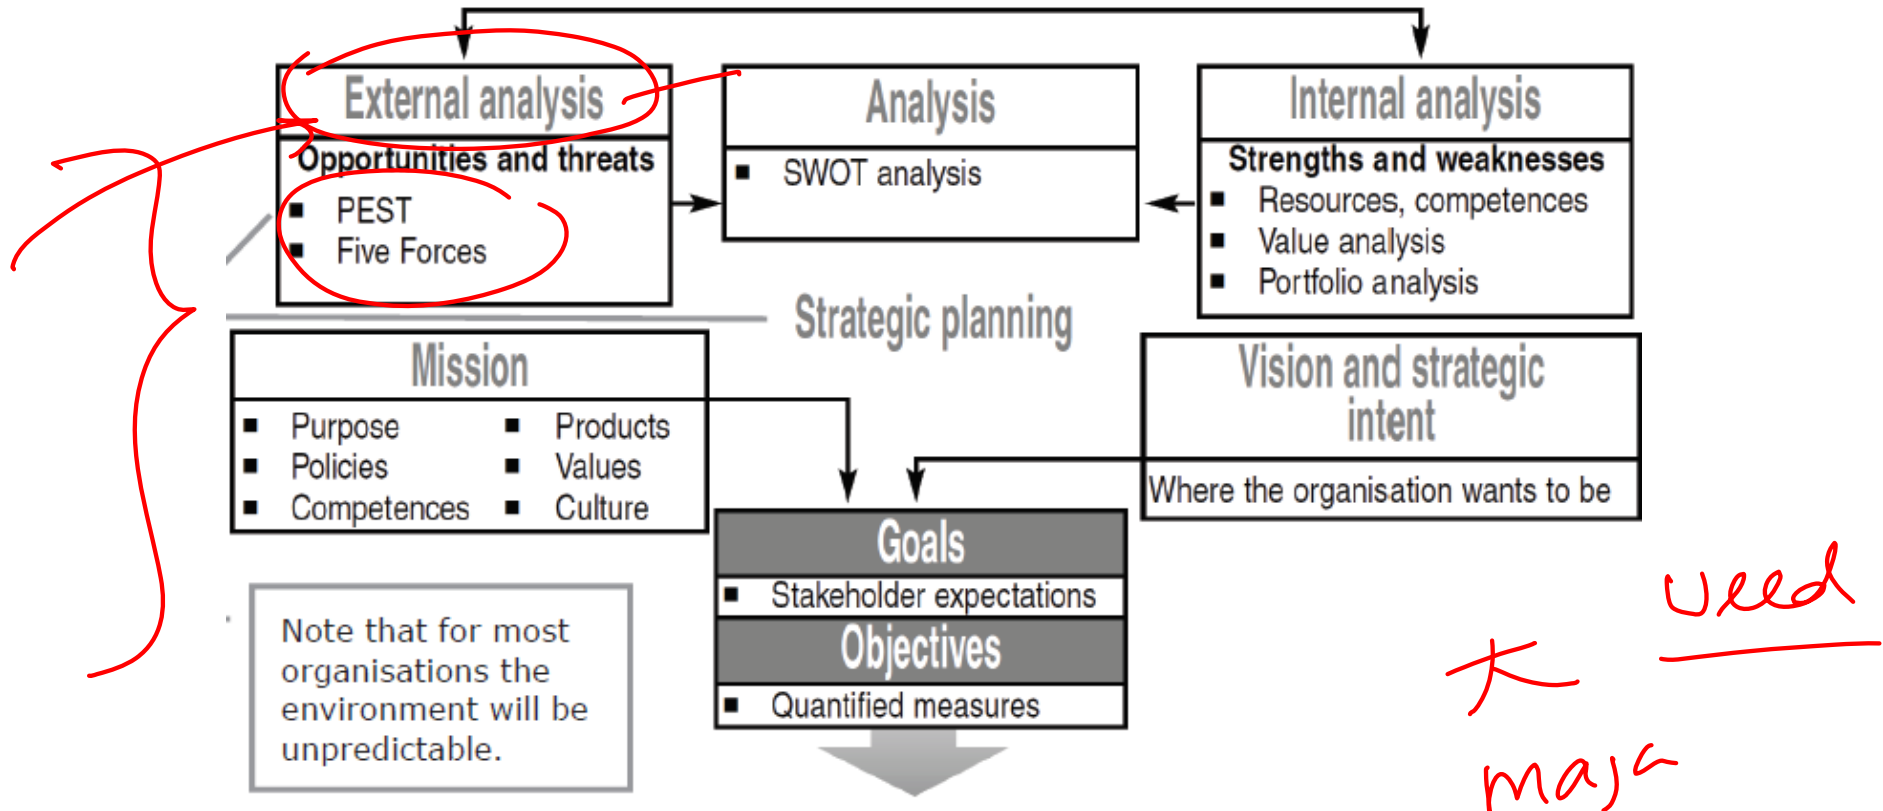 External analysis
Opportunities and threats
■ PEST
■ Five Forces
Analysis
■ SWOT analysis
Internal analysis
Strengths and weaknesses
■ Resources, competences
■ Value analysis
■ Portfolio analysis
Strategic planning
Mission
■ Purpose
■ Policies
■ Competences
■ Products
■ Values
■ Culture
Vision and strategic
intent
Where the organisation wants to be
Goals
■ Stakeholder expectations
Objectives
■ Quantified measures
Note that for most
organisations the
environment will be
unpredictable.